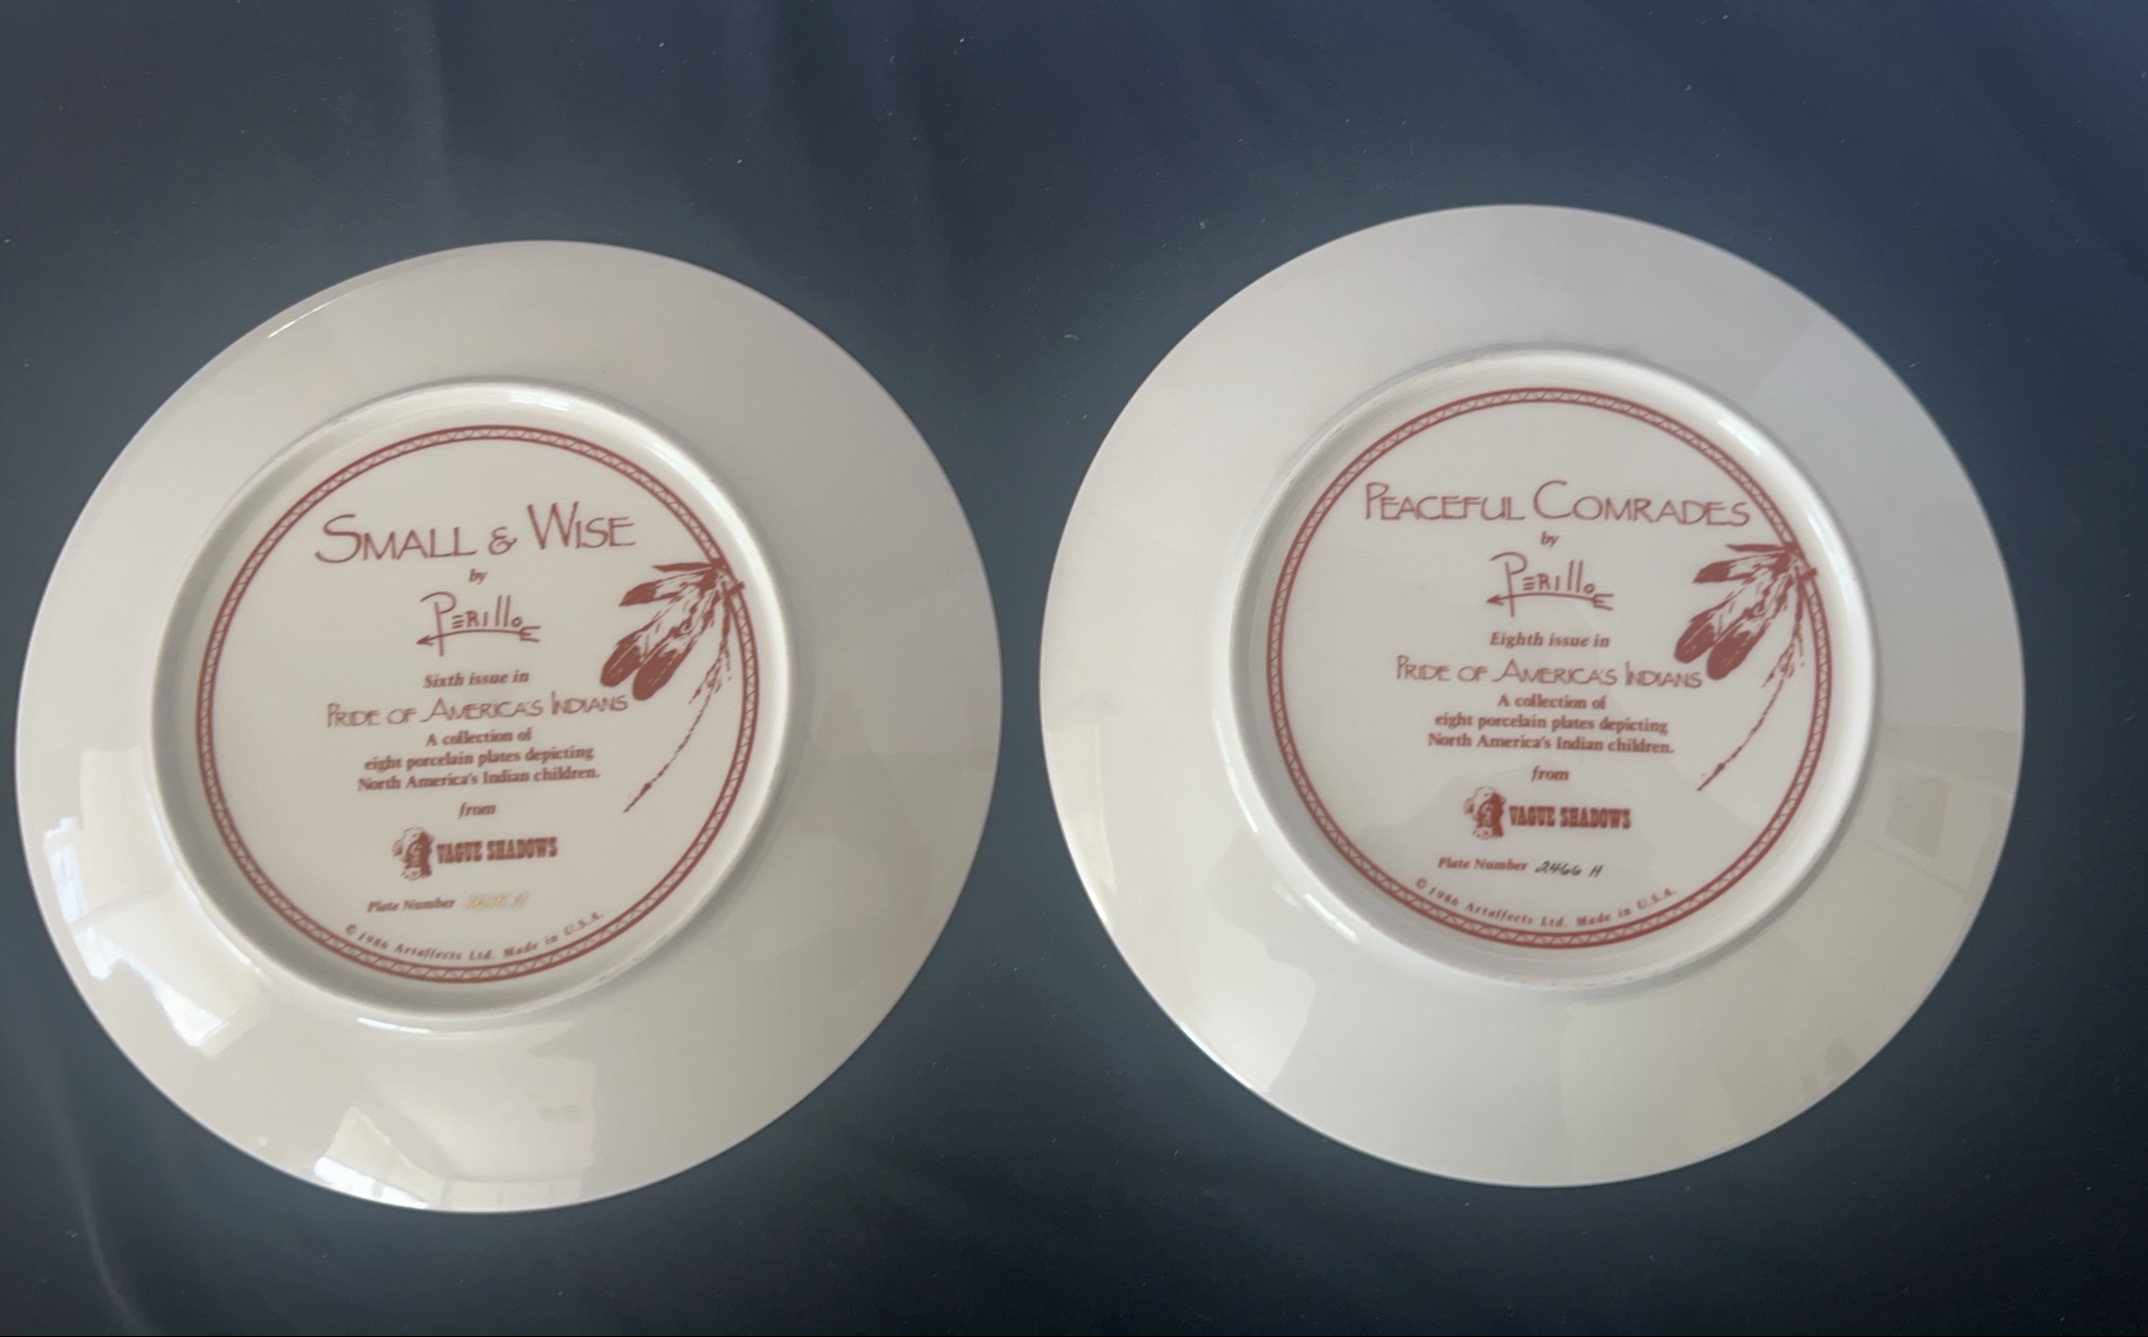 SMALL & WISE
by
PERILLO
Sixth issue in
PRIDE OF AMERICA'S INDIANS
A collection of
eight porcelain plates depicting
North America's Indian children.
from
VAGUE SHADOWS
Plate Number
©1986 Artaffects Ltd. Made in U.S.A.
PEACEFUL COMRADES
by
PERILLO
Eighth issue in
PRIDE OF AMERICA'S INDIANS
A collection of
eight porcelain plates depicting
North America's Indian children.
from
VAGUE SHADOWS
Plate Number 2466 H
©1986 Artaffects Ltd. Made in U.S.A.